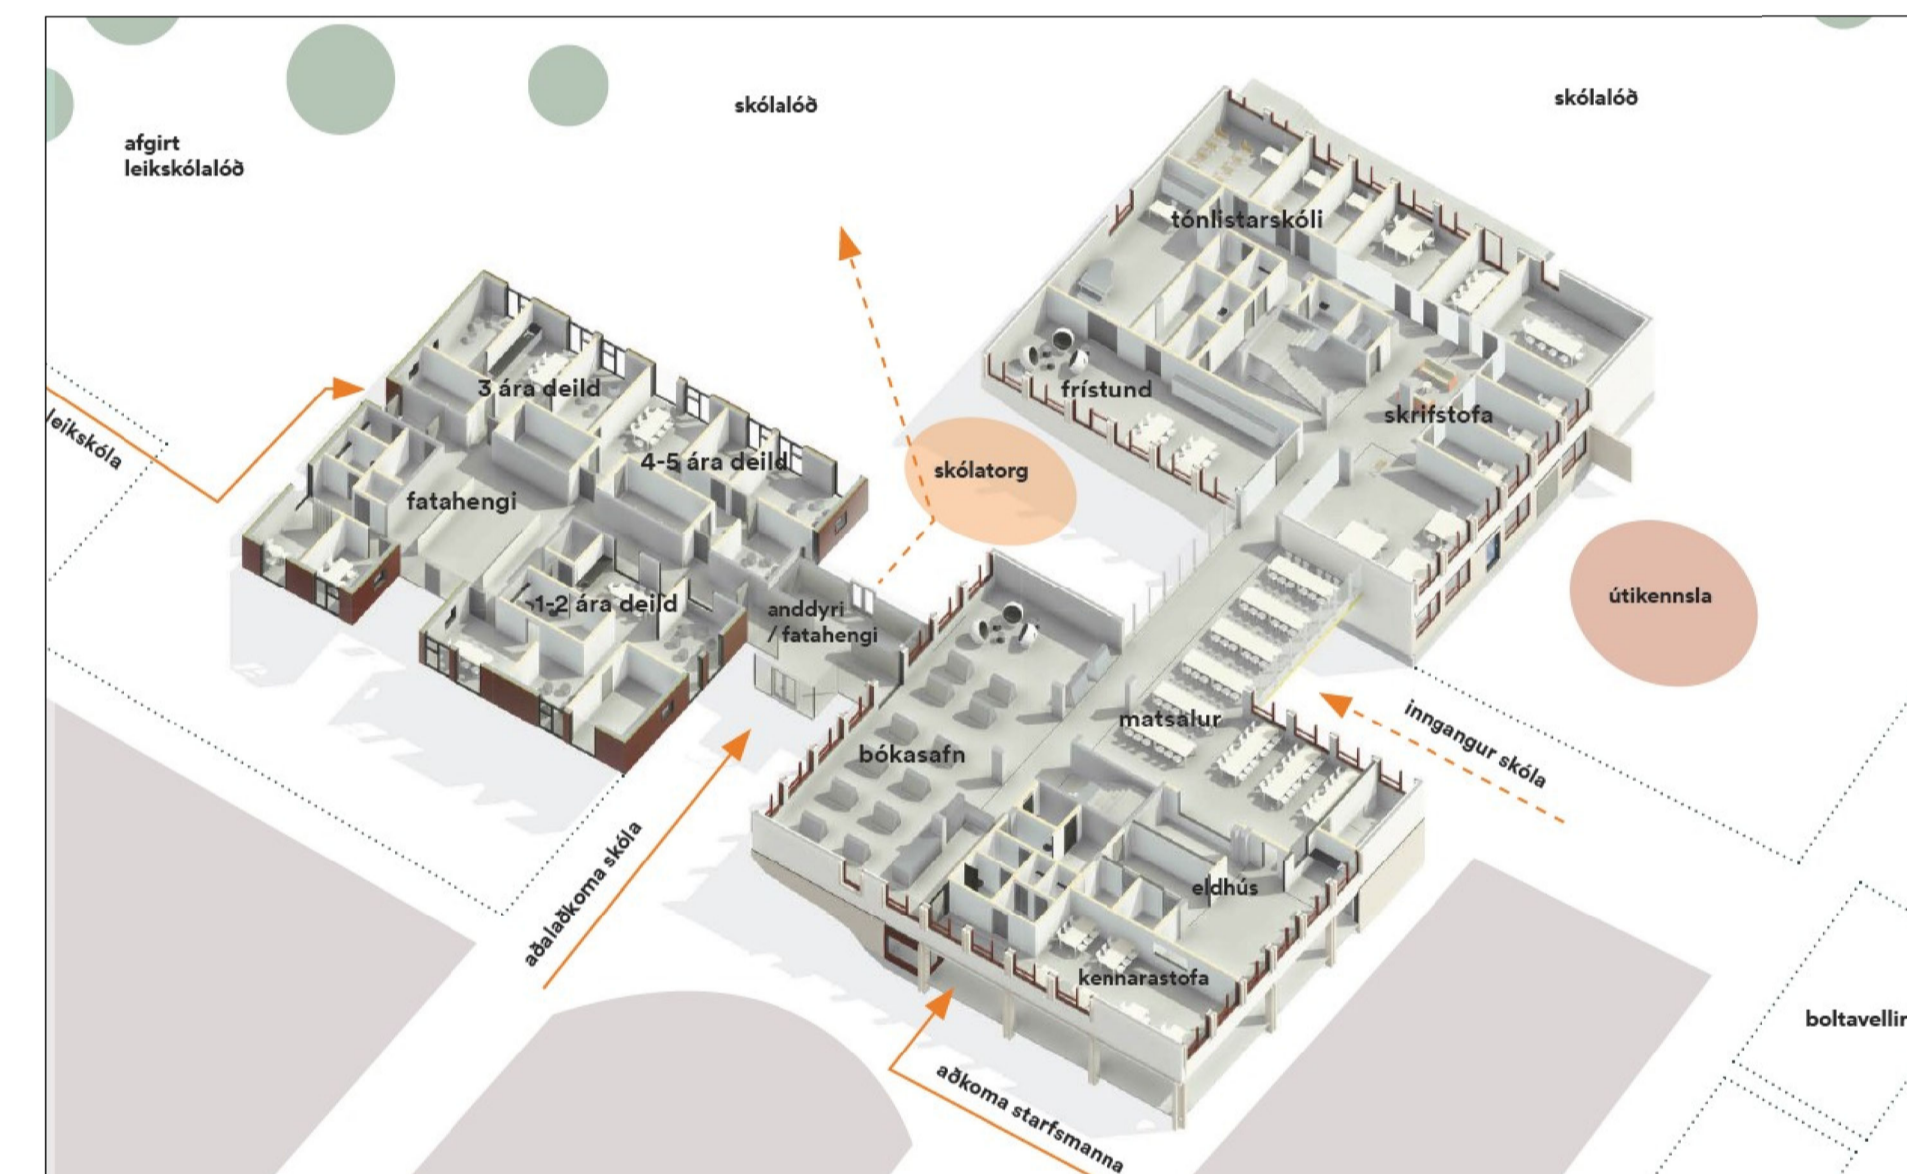 skólalóð
skólalóð
afgirt
leikskólalóð
tónlistarskóli
3 ára deild
frístund
skrifstofa
leikskóla
4-5 ára deild
skólatorg
fatahengi
útikennsla
1-2 ára deild
anddyri
/ fatahengi
matsalur
inngangur skóla
bókasafn
aðalaðkoma skóla
eldhús
kennarastofa
boltavellir
aðkoma starfsmanna